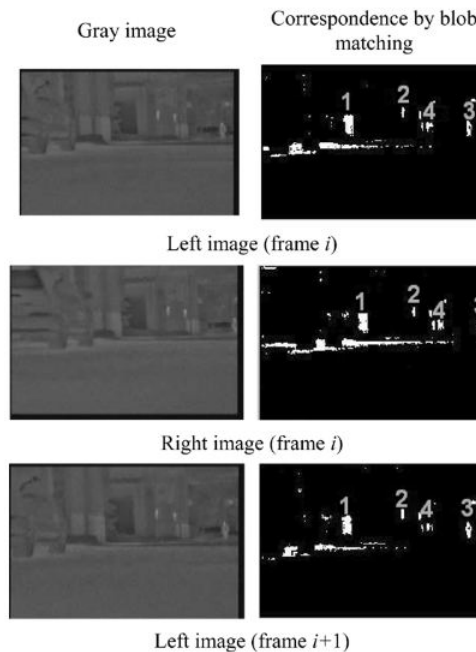 Gray image
Correspondence by blob
matching
1
2
4
3
Left image (frame i)
1
2
4
Right image (frame i)
1
2
4
3
Left image (frame i+1)